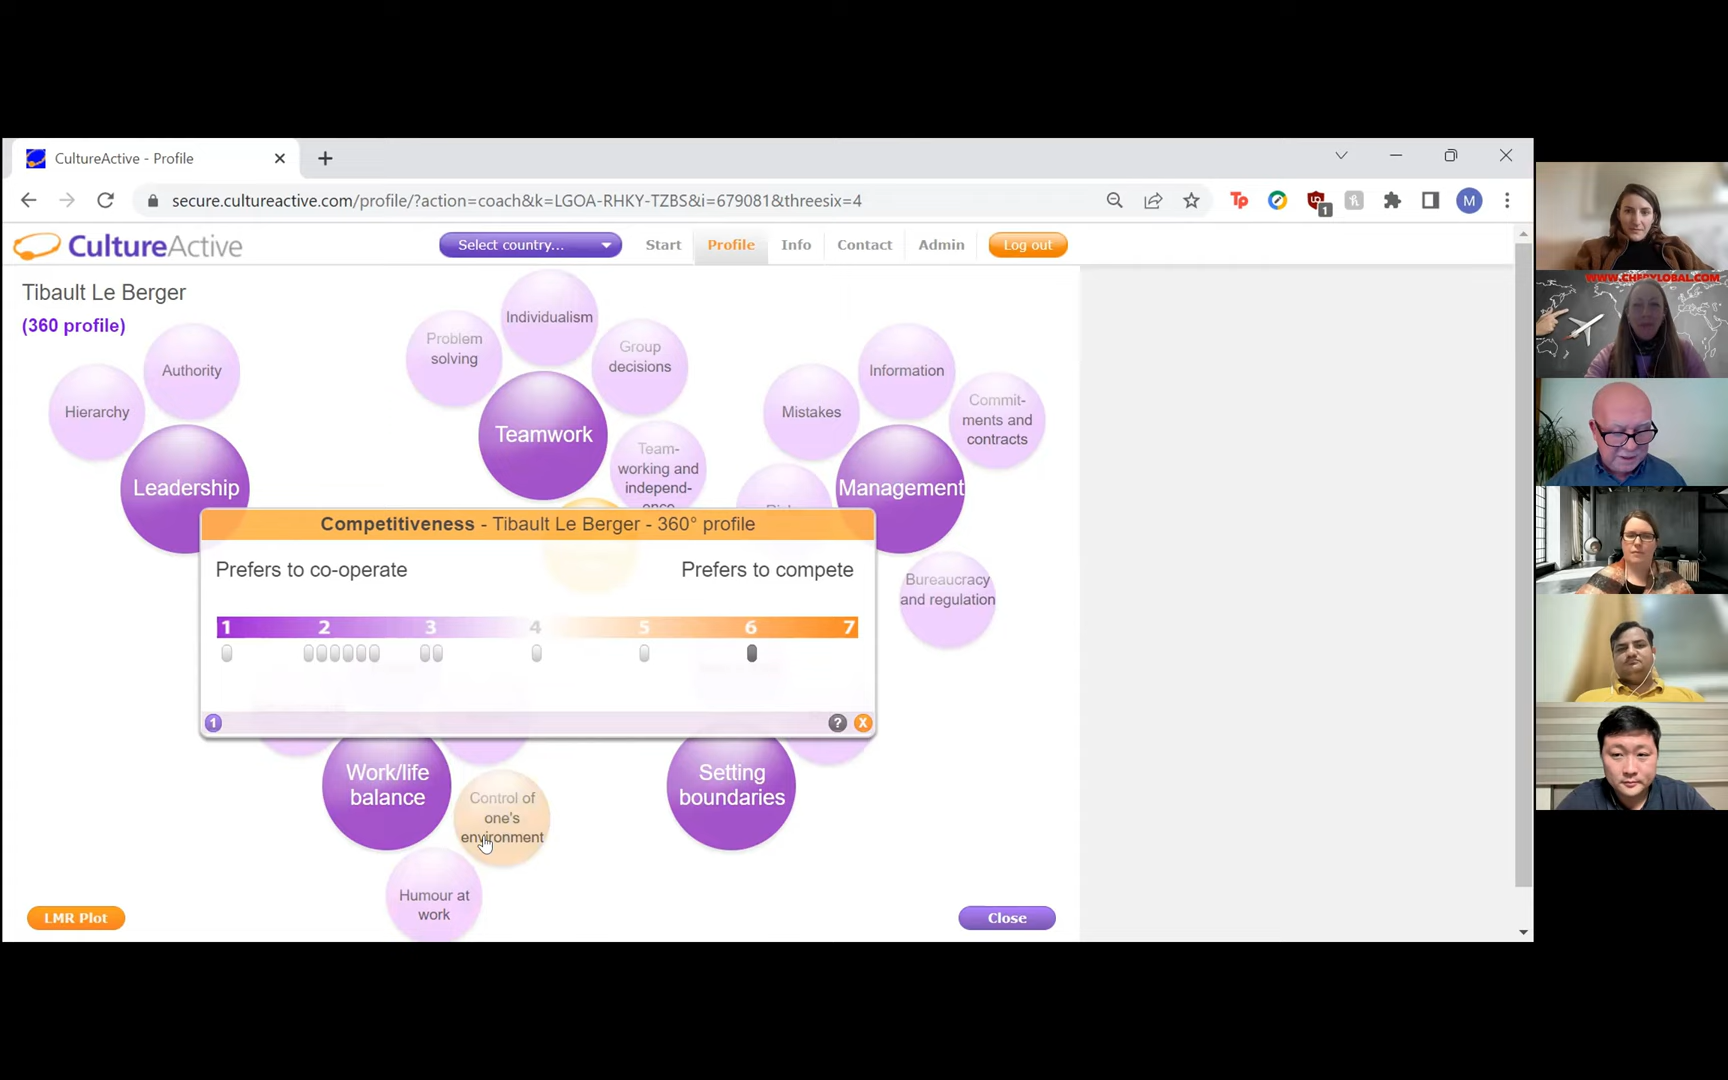 CultureActive - Profile
secure.cultureactive.com/profile/?action=coach&k=LGOA-RHKY-TZBS&i=679081&threesix=4
1
M
CultureActive
Select country...
Start
Profile
Info
Contact
Admin
Log out
Tibault Le Berger
(360 profile)
Hierarchy
Authority
Leadership
Problem
solving
Individualism
Group
decisions
Teamwork
Team-
working and
independ-
ence
Mistakes
Information
Commit-
ments and
contracts
Management
Bureaucracy
and regulation
Competitiveness - Tibault Le Berger - 360° profile
Prefers to co-operate
Prefers to compete
1 2 3 4 5 6 7
1
?
X
Work/life
balance
Control of
one's
environment
Humour at
work
Setting
boundaries
LMR Plot
Close